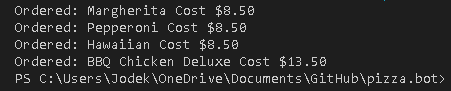 Ordered: Margherita Cost $8.50
Ordered: Pepperoni Cost $8.50
Ordered: Hawaiian Cost $8.50
Ordered: BBQ Chicken Deluxe Cost $13.50
PS C:\Users\Jodek\OneDrive\Documents\GitHub\pizza.bot>